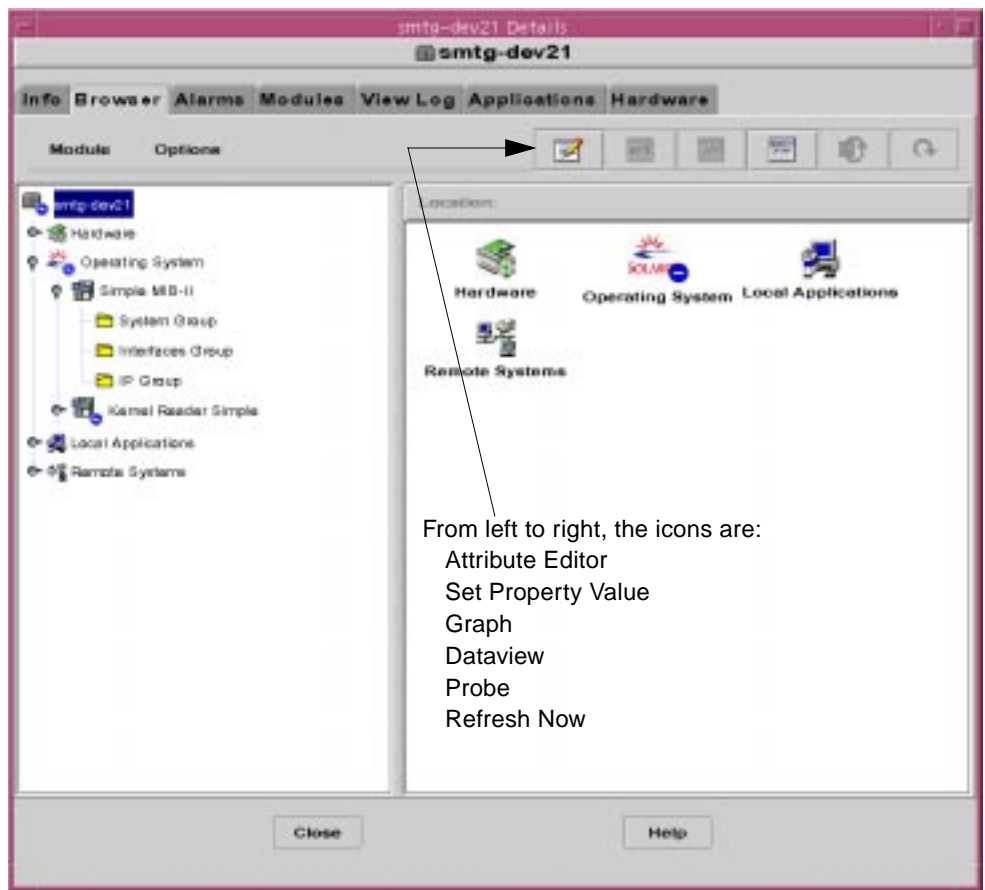 smtg-dev21 Details
smtg-dev21
Info Browser Alarms Modules View Log Applications Hardware
Module Options
smtg-dev21
Hardware
Operating System
Simple MIB-II
System Group
Interfaces Group
IP Group
Kernel Reader Simple
Local Applications
Remote Systems
Location:
Hardware
SOLARIS
Operating System
Local Applications
Remote Systems
From left to right, the icons are:
Attribute Editor
Set Property Value
Graph
Dataview
Probe
Refresh Now
Close Help